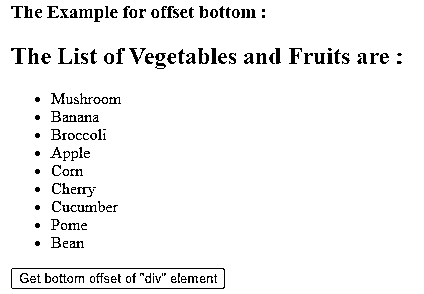 The Example for offset bottom :
The List of Vegetables and Fruits are :
• Mushroom
• Banana
• Broccoli
• Apple
• Corn
• Cherry
• Cucumber
• Pome
• Bean
Get bottom offset of "div" element